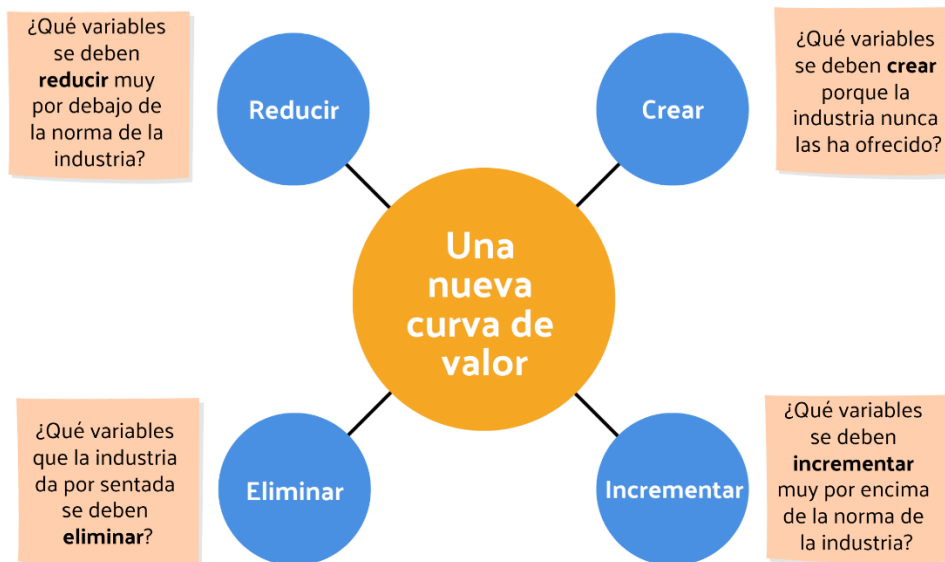 ¿Qué variables
se deben
reducir muy
por debajo de
la norma de la
industria?
Reducir
Crear
¿Qué variables
se deben crear
porque la
industria nunca
las ha ofrecido?
Una
nueva
curva de
valor
¿Qué variables
que la industria
da por sentada
se deben
eliminar?
Eliminar
Incrementar
¿Qué variables
se deben
incrementar
muy por encima
de la norma de
la industria?